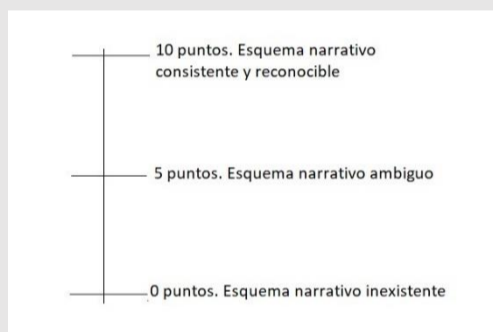 10 puntos. Esquema narrativo
consistente y reconocible
5 puntos. Esquema narrativo ambiguo
0 puntos. Esquema narrativo inexistente